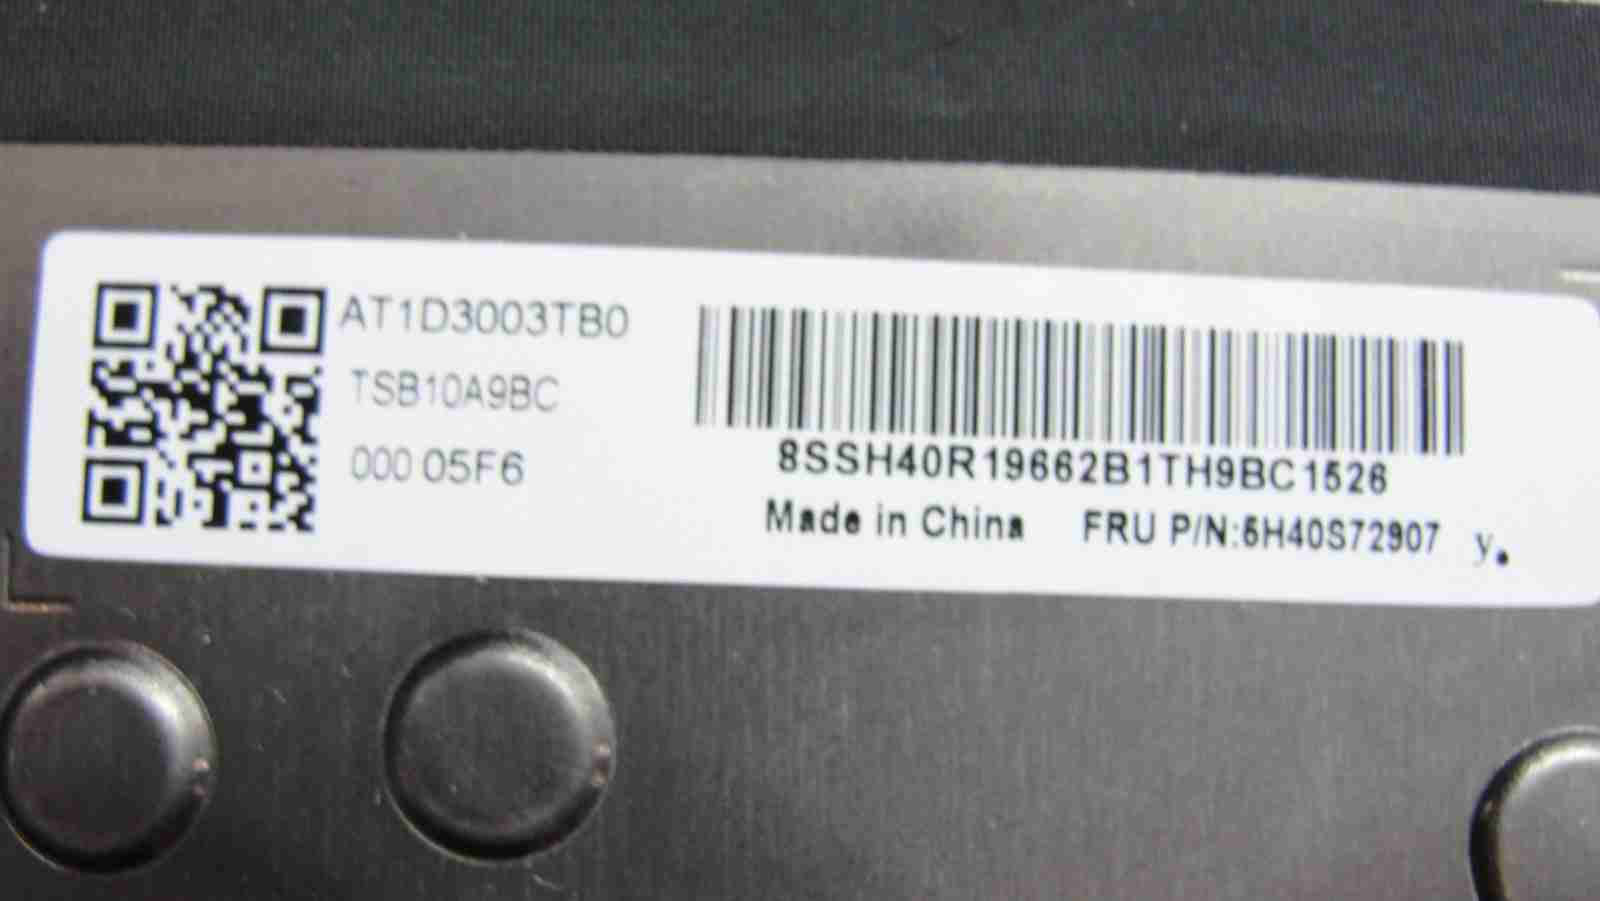 AT1D3003TB0
TSB10A9BC
000 05F6
8SSH40R19662B1TH9BC1526
Made in China FRU P/N:5H40S72907 y.